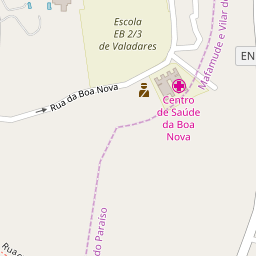 Escola
EB 2/3
de Valadares
EN
Mafamude e Vilar d
Rua da Boa Nova
Centro
de Saúde
da Boa
Nova
do Paraíso
Rua